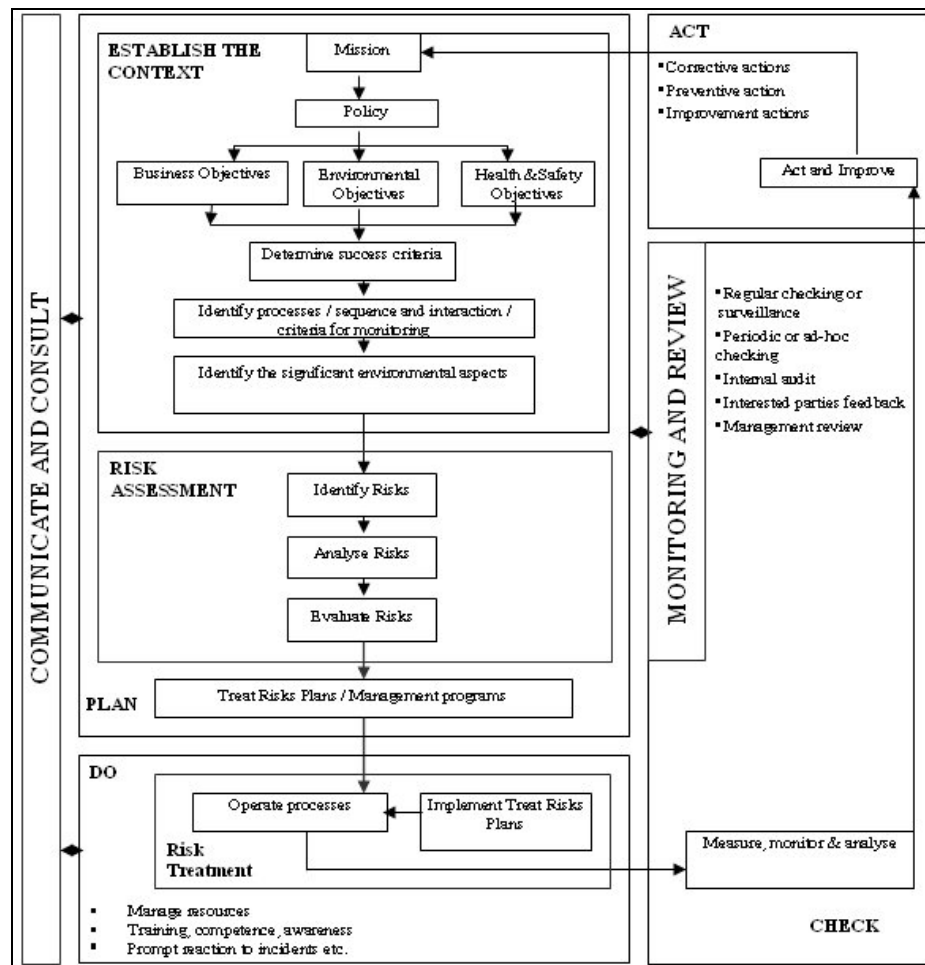 COMMUNICATE AND CONSULT
ESTABLISH THE
CONTEXT
Mission
Policy
Business Objectives
Environmental
Objectives
Health &Safety
Objectives
Determine success criteria
Identify processes / sequence and interaction /
criteria for monitoring
Identify the significant environmental aspects
RISK
ASSESSMENT
Identify Risks
Analyse Risks
Evaluate Risks
PLAN
Treat Risks Plans / Management programs
DO
Operate processes
Implement Treat Risks
Plans
Risk
Treatment
▪ Manage resources
▪ Training, competence, awareness
▪ Prompt reaction to incidents etc.
ACT
▪Corrective actions
▪Preventive action
▪Improvement actions
Act and Improve
MONITORING AND REVIEW
▪Regular checking or
surveillance
▪Periodic or ad-hoc
checking
▪Internal audit
▪Interested parties feedback
▪Management review
Measure, monitor & analyse
CHECK